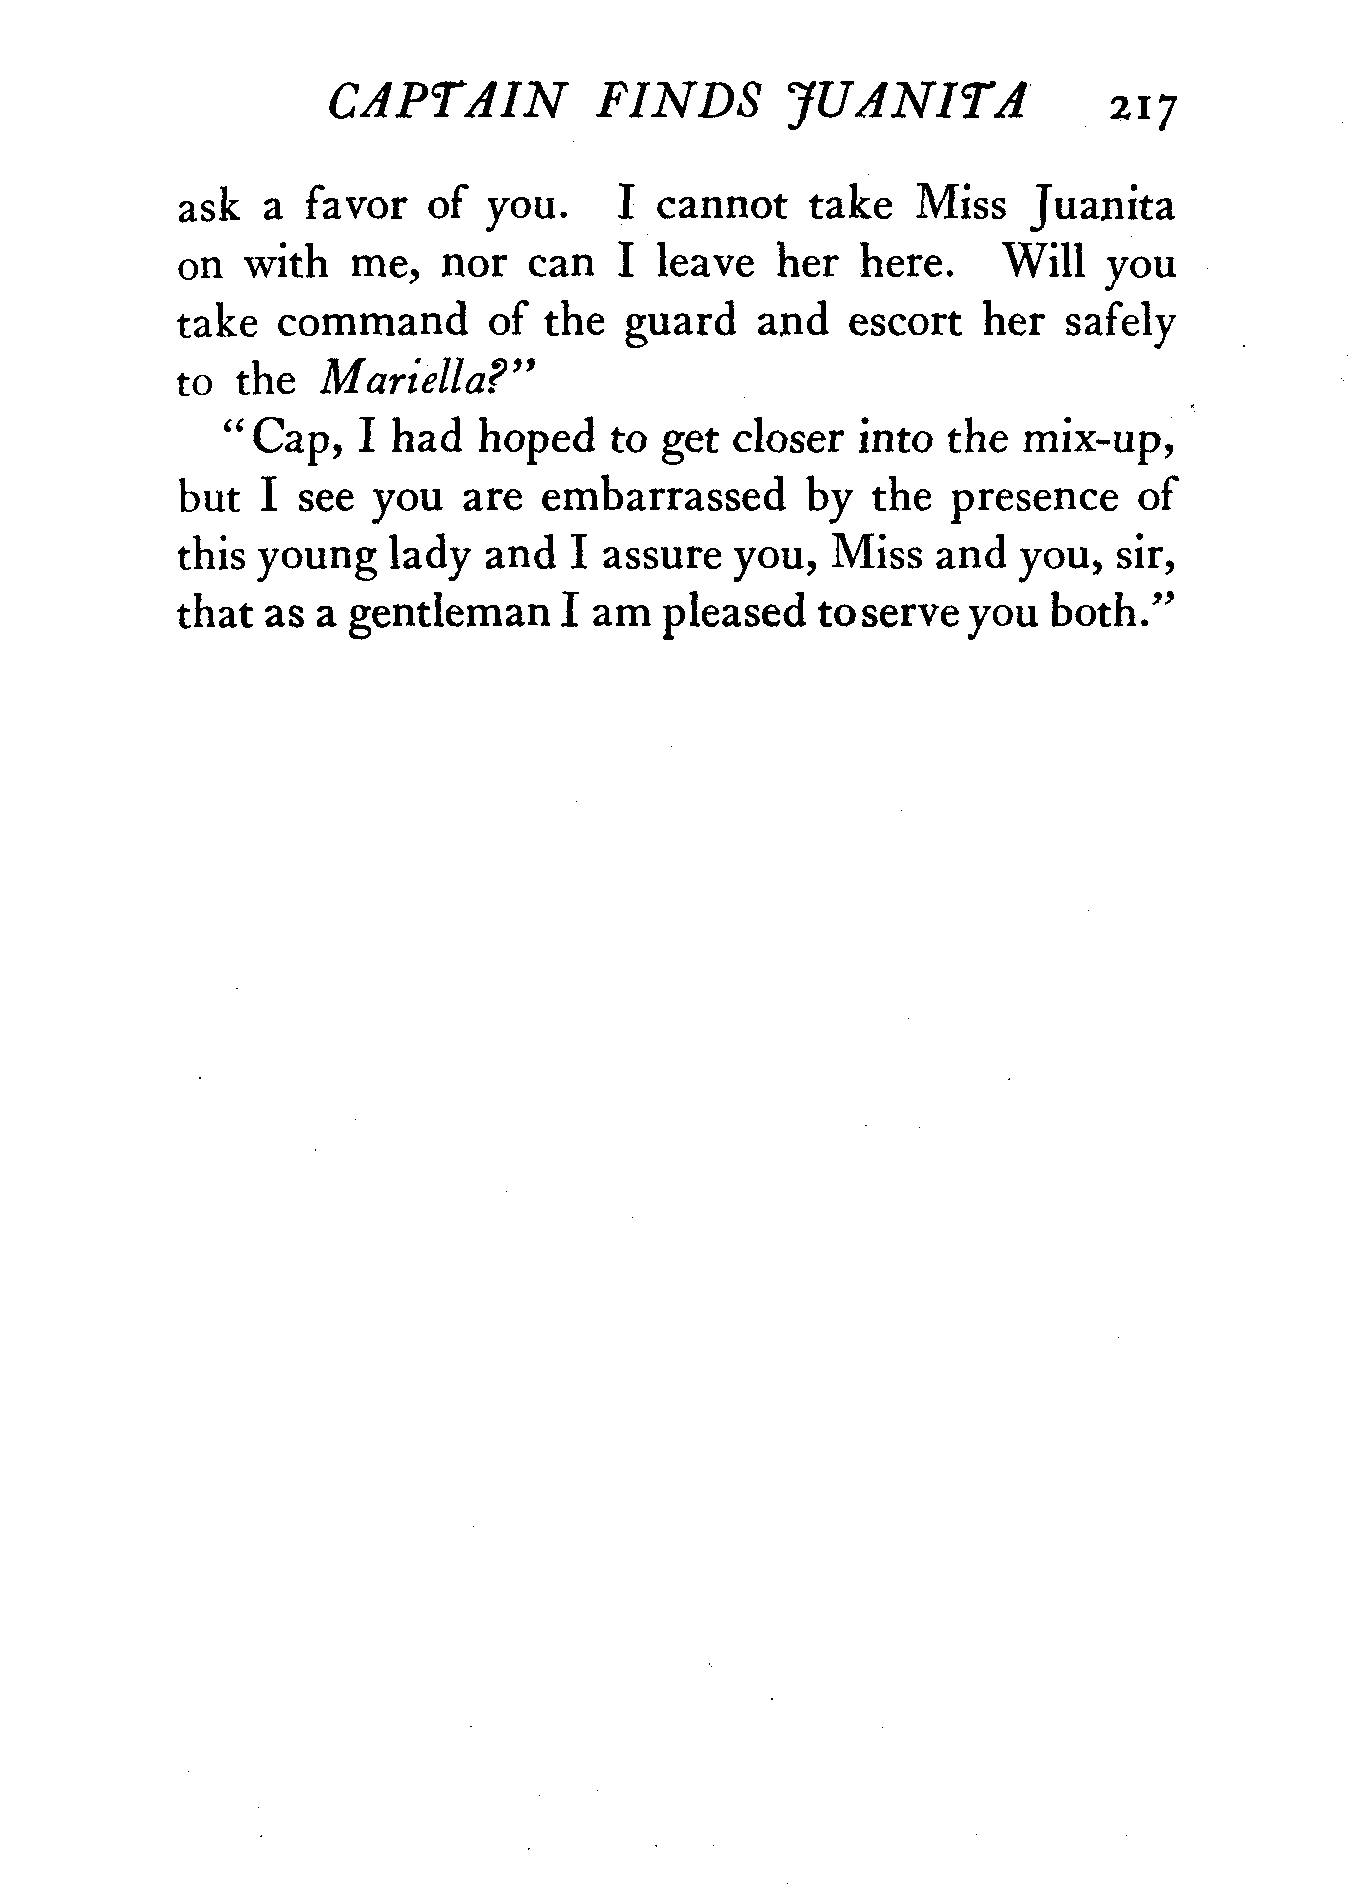 CAPTAIN FINDS JUANITA 217
ask a favor of you. I cannot take Miss Juanita
on with me, nor can I leave her here. Will you
take command of the guard and escort her safely
to the Mariella?"
"Cap, I had hoped to get closer into the mix-up,
but I see you are embarrassed by the presence of
this young lady and I assure you, Miss and you, sir,
that as a gentleman I am pleased to serve you both."